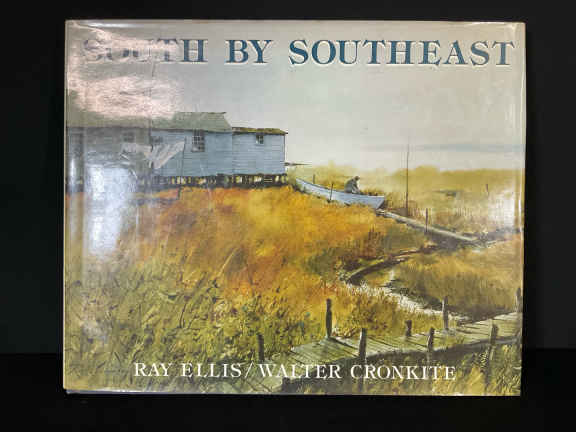 SOUTH BY SOUTHEAST
RAY ELLIS/WALTER CRONKITE